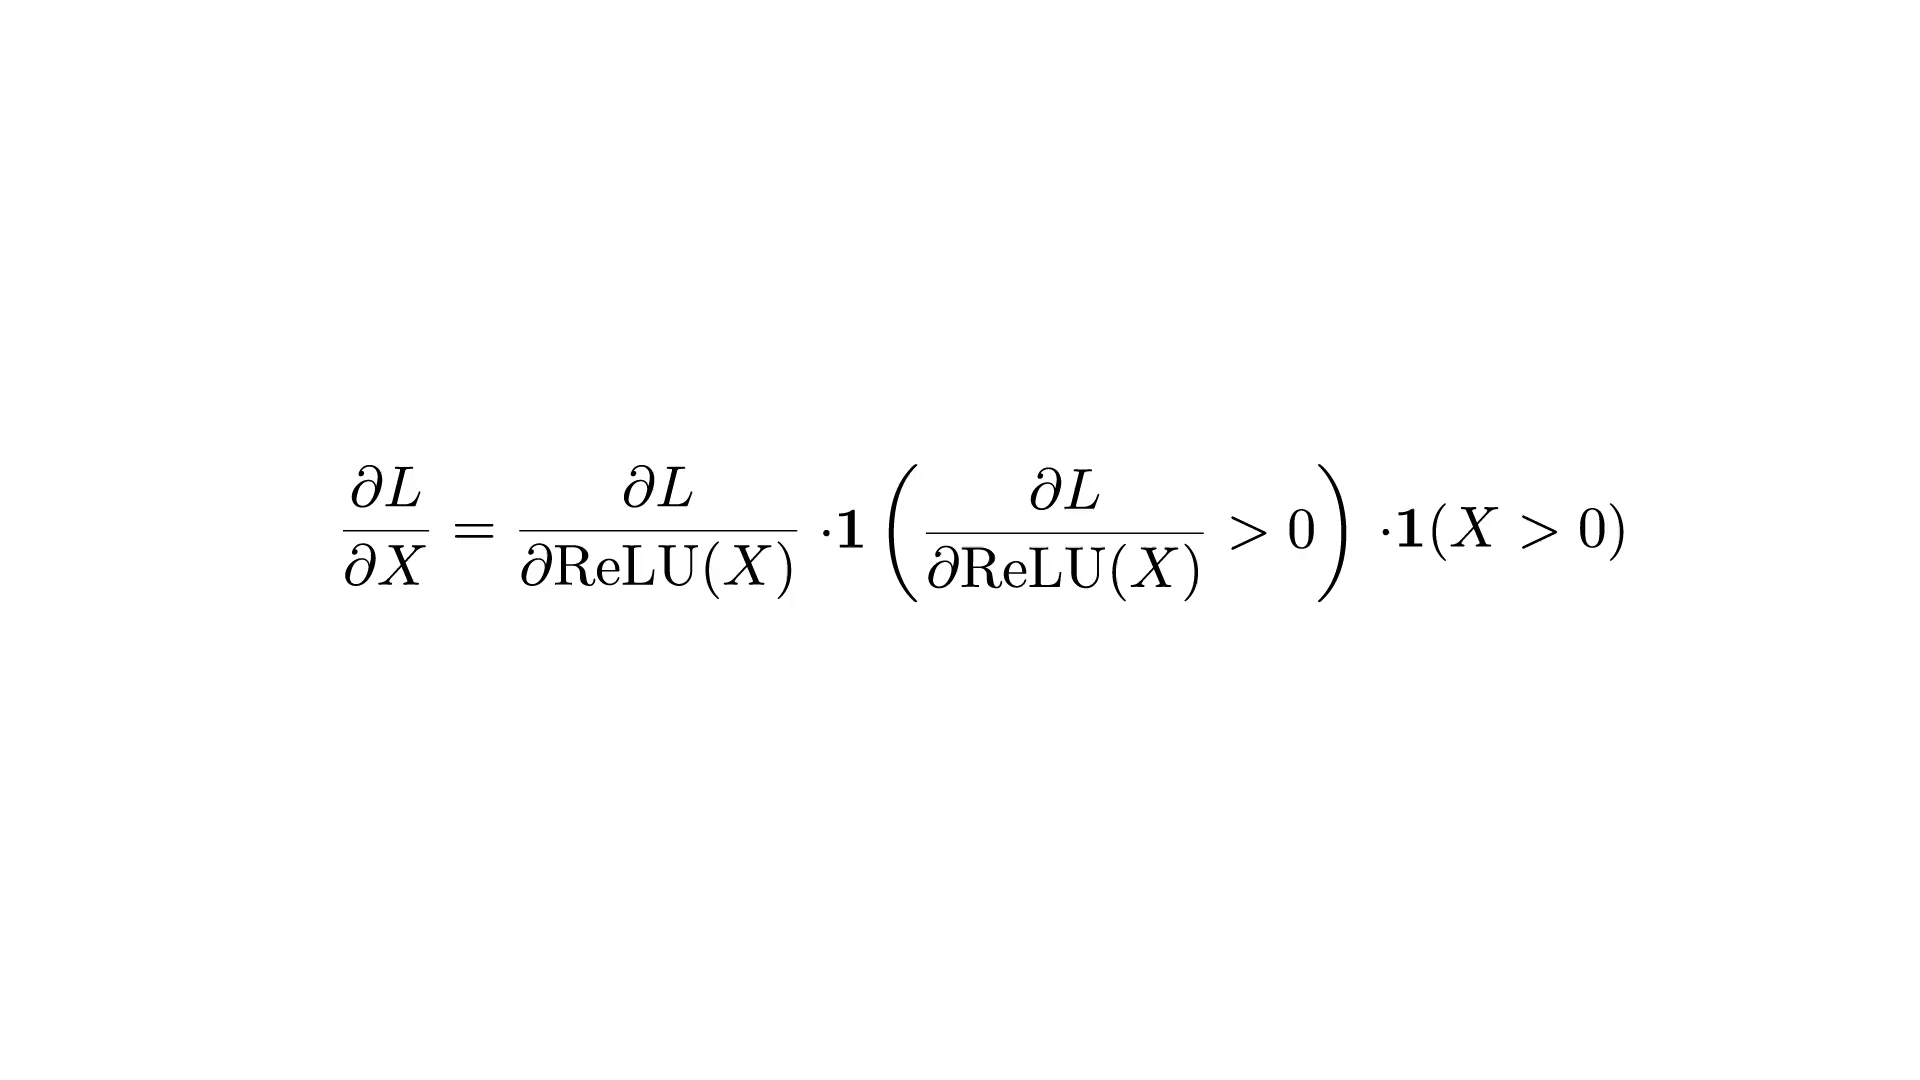 ∂L/∂X = ∂L/∂ReLU(X) ·𝟏(∂L/∂ReLU(X) > 0) ·𝟏(X > 0)